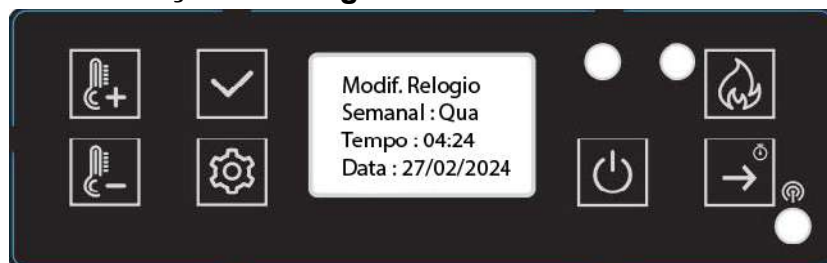 Modif. Relogio
Semanal : Qua
Tempo : 04:24
Data : 27/02/2024